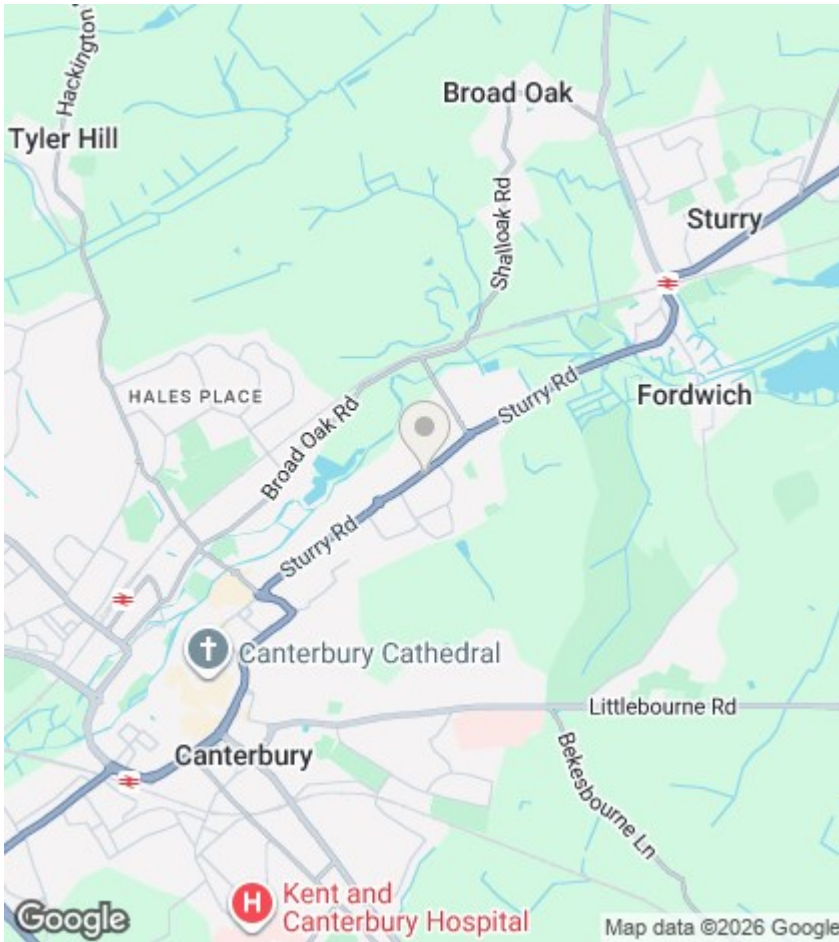 Hackington
Broad Oak
Tyler Hill
Shalloak Rd
Sturry
HALES PLACE
Broad Oak Rd
Sturry Rd
Fordwich
Sturry Rd
Canterbury Cathedral
Littlebourne Rd
Canterbury
Bekesbourne Ln
H
Kent and
Canterbury Hospital
Google
Map data ©2026 Google